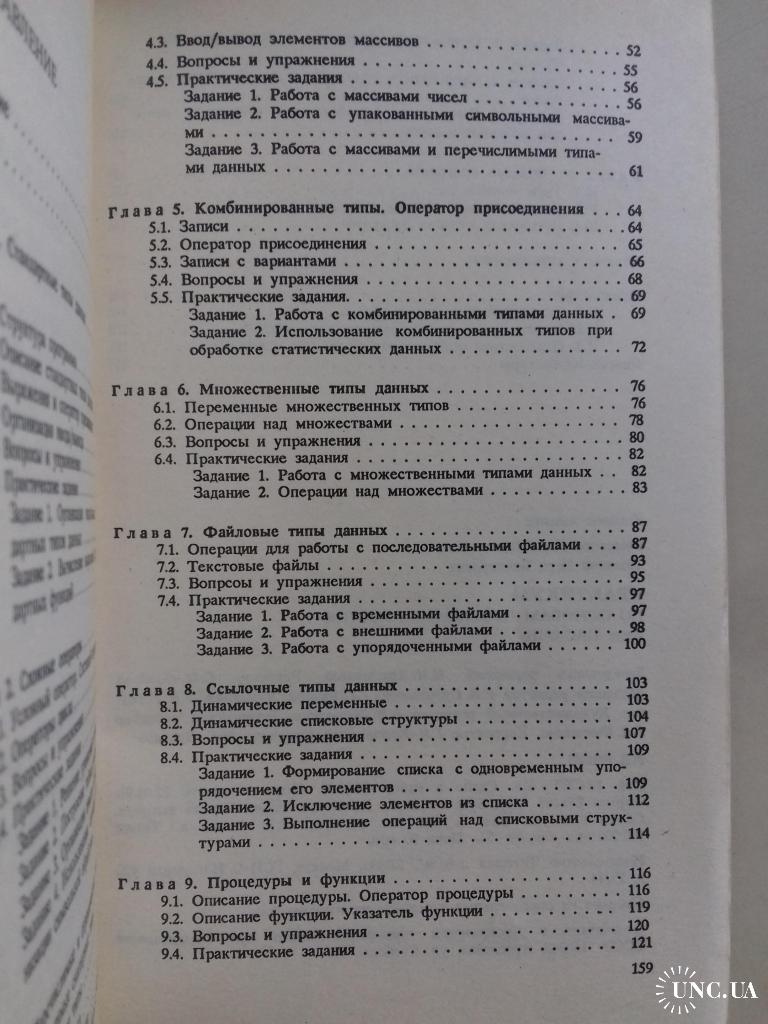 АВЛЕНИЕ
4.3. Ввод/вывод элементов массивов . . . . . . . . . . . . . . . 52
4.4. Вопросы и упражнения . . . . . . . . . . . . . . . . . . . . 55
4.5. Практические задания . . . . . . . . . . . . . . . . . . . . . 56
Задание 1. Работа с массивами чисел . . . . . . . . . . . . 56
Задание 2. Работа с упакованными символьными массива-
ми . . . . . . . . . . . . . . . . . . . . . . . . . . . . . . 59
Задание 3. Работа с массивами и перечислимыми типа-
ми данных . . . . . . . . . . . . . . . . . . . . . . . . . . 61
Глава 5. Комбинированные типы. Оператор присоединения . . . 64
5.1. Записи . . . . . . . . . . . . . . . . . . . . . . . . . . . . 64
5.2. Оператор присоединения . . . . . . . . . . . . . . . . . . . 65
5.3. Записи с вариантами . . . . . . . . . . . . . . . . . . . . . 66
5.4. Вопросы и упражнения . . . . . . . . . . . . . . . . . . . . 68
5.5. Практические задания. . . . . . . . . . . . . . . . . . . . . 69
Задание 1. Работа с комбинированными типами данных . 69
Задание 2. Использование комбинированных типов при
обработке статистических данных . . . . . . . . . . . . . 72
Глава 6. Множественные типы данных . . . . . . . . . . . . . . 76
6.1. Переменные множественных типов . . . . . . . . . . . . . . 76
6.2. Операции над множествами . . . . . . . . . . . . . . . . . . 78
6.3. Вопросы и упражнения . . . . . . . . . . . . . . . . . . . . 80
6.4. Практические задания . . . . . . . . . . . . . . . . . . . . . 82
Задание 1. Работа с множественными типами данных . . 82
Задание 2. Операции над множествами . . . . . . . . . . . 83
Глава 7. Файловые типы данных . . . . . . . . . . . . . . . . . 87
7.1. Операции для работы с последовательными файлами . . . 87
7.2. Текстовые файлы . . . . . . . . . . . . . . . . . . . . . . . 93
7.3. Вопрсоы и упражнения . . . . . . . . . . . . . . . . . . . . 95
7.4. Практические задания . . . . . . . . . . . . . . . . . . . . . 97
Задание 1. Работа с временными файлами . . . . . . . . . 97
Задание 2. Работа с внешними файлами . . . . . . . . . . 98
Задание 3. Работа с упорядоченными файлами . . . . . . 100
Глава 8. Ссылочные типы данных . . . . . . . . . . . . . . . . 103
8.1. Динамические переменные . . . . . . . . . . . . . . . . . . 103
8.2. Динамические списковые структуры . . . . . . . . . . . . . 104
8.3. Вопросы и упражнения . . . . . . . . . . . . . . . . . . . . 107
8.4. Практические задания . . . . . . . . . . . . . . . . . . . . . 109
Задание 1. Формирование списка с одновременным упо-
рядочением его элементов . . . . . . . . . . . . . . . . . 109
Задание 2. Исключение элементов из списка . . . . . . . 112
Задание 3. Выполнение операций над списковыми струк-
турами . . . . . . . . . . . . . . . . . . . . . . . . . . . . 114
Глава 9. Процедуры и функции . . . . . . . . . . . . . . . . . 116
9.1. Описание процедуры. Оператор процедуры . . . . . . . . . 116
9.2. Описание функции. Указатель функции . . . . . . . . . . . 119
9.3. Вопросы и упражнения . . . . . . . . . . . . . . . . . . . . 120
9.4. Практические задания . . . . . . . . . . . . . . . . . . . . . 121
159
UNC.UA